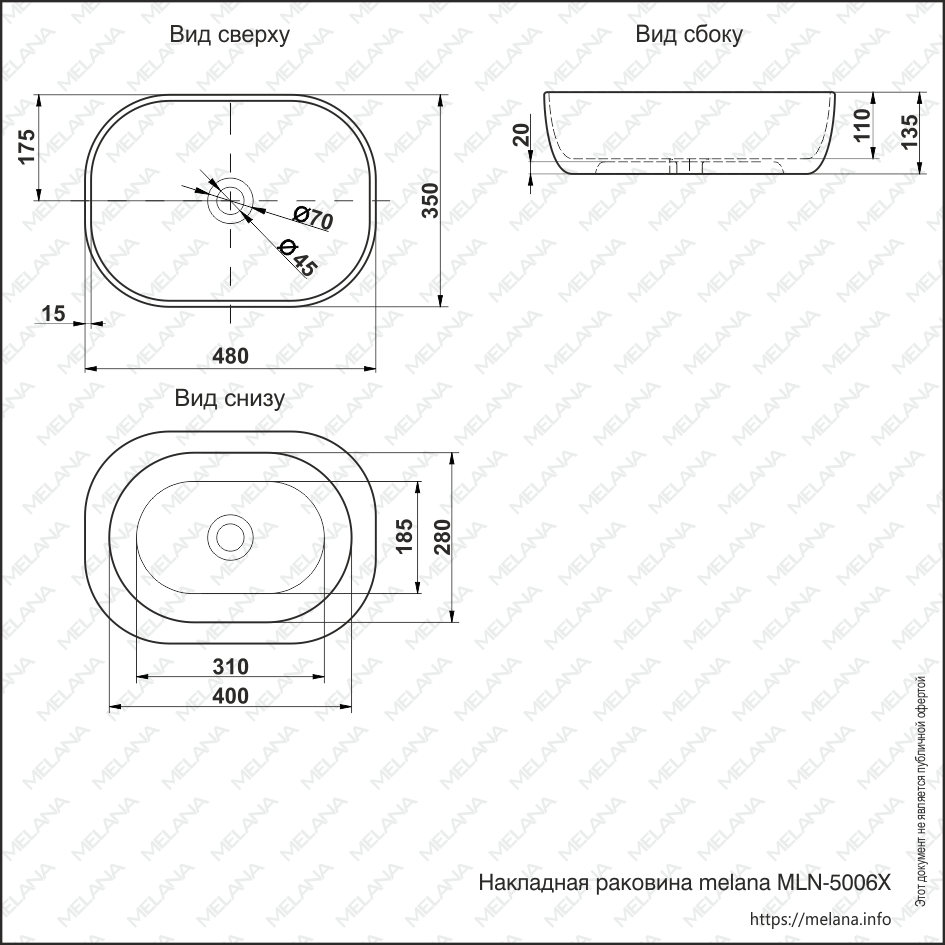 Вид сверху
Вид сбоку
175
350
Ø70
Ø45
15
480
20
110
135
Вид снизу
185
280
310
400
Накладная раковина melana MLN-5006X
https://melana.info
Этот документ не является публичной офертой
MELANA